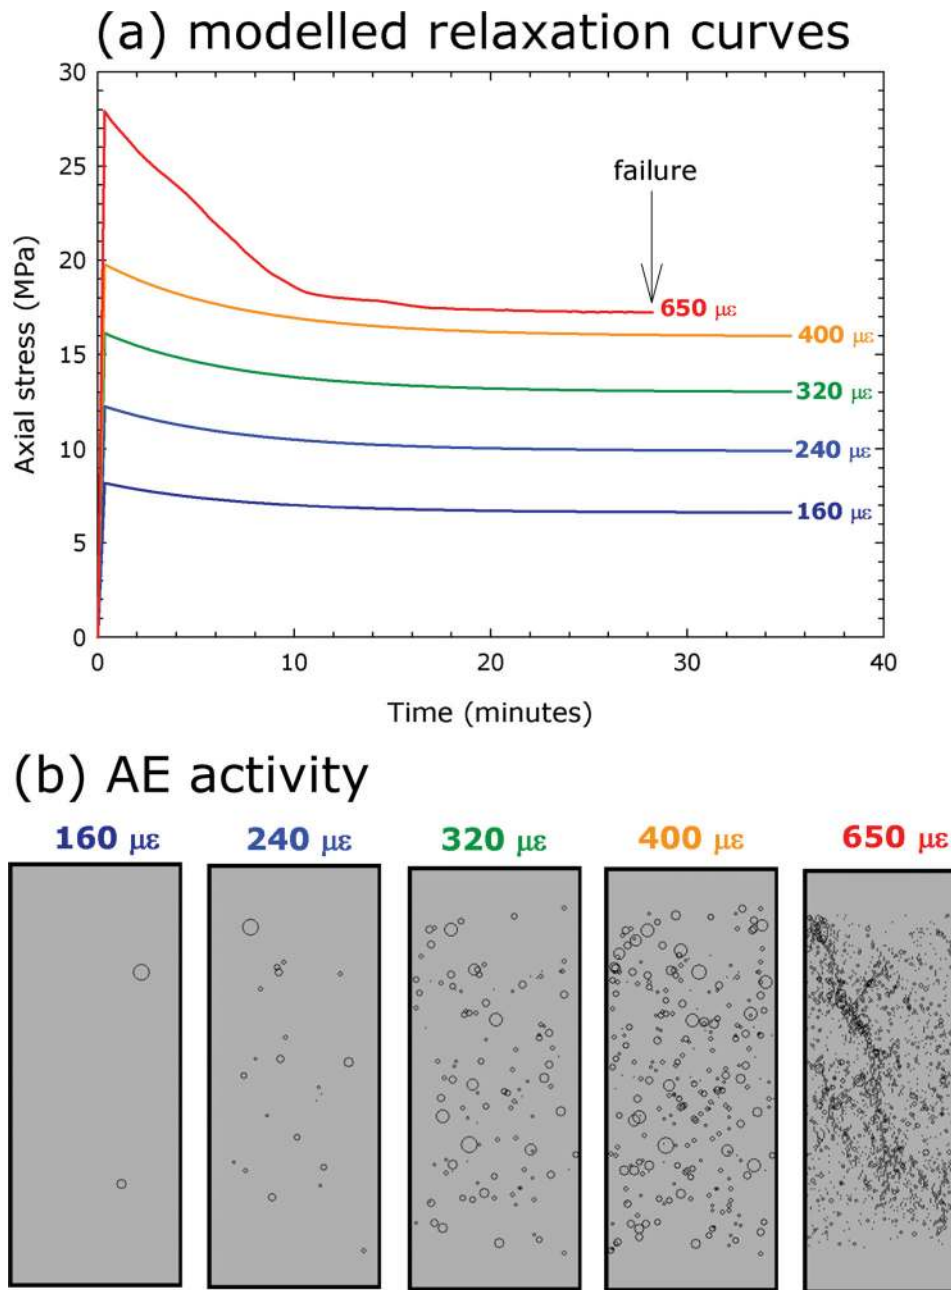 (a) modelled relaxation curves
30
25
20
15
10
5
0
Axial stress (MPa)
failure
650 µε
400 µε
320 µε
240 µε
160 µε
0 10 20 30 40
Time (minutes)
(b) AE activity
160 µε 240 µε 320 µε 400 µε 650 µε